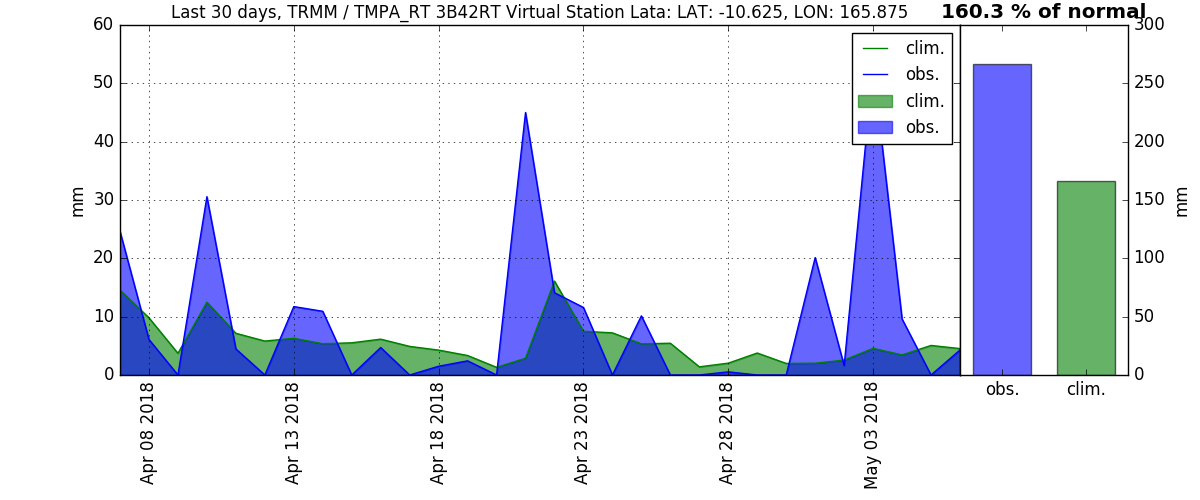 Last 30 days, TRMM / TMPA_RT 3B42RT Virtual Station Lata: LAT: -10.625, LON: 165.875
160.3 % of normal
60
50
40
30
20
10
0
mm
clim.
obs.
clim.
obs.
300
250
200
150
100
50
0
mm
Apr 08 2018
Apr 13 2018
Apr 18 2018
Apr 23 2018
Apr 28 2018
May 03 2018
obs.
clim.